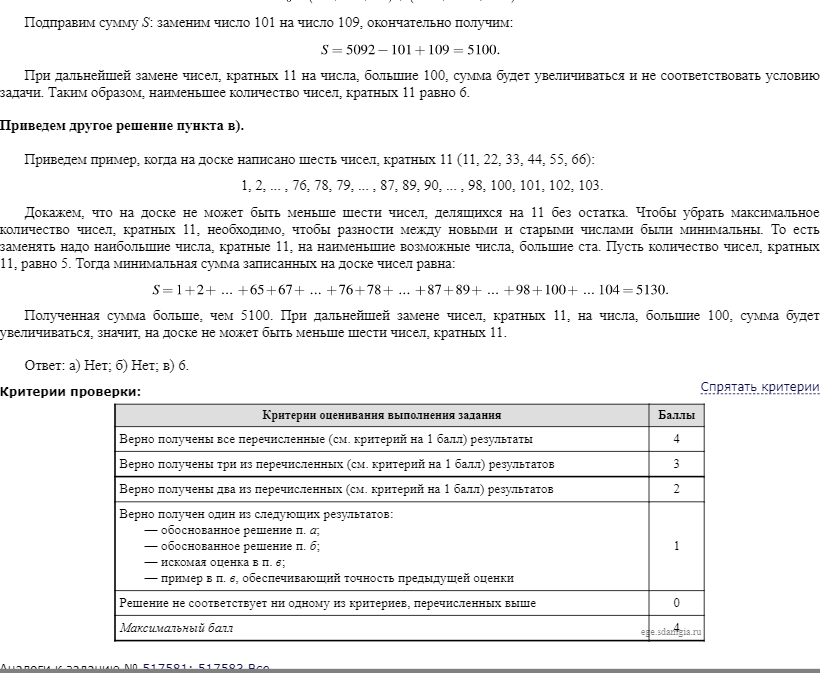 Подправим сумму S: заменим число 101 на число 109, окончательно получим:
S = 5092 − 101 + 109 = 5100.
При дальнейшей замене чисел, кратных 11 на числа, большие 100, сумма будет увеличиваться и не соответствовать условию
задачи. Таким образом, наименьшее количество чисел, кратных 11 равно 6.
Приведем другое решение пункта в).
Приведем пример, когда на доске написано шесть чисел, кратных 11 (11, 22, 33, 44, 55, 66):
1, 2, ... , 76, 78, 79, ... , 87, 89, 90, ... , 98, 100, 101, 102, 103.
Докажем, что на доске не может быть меньше шести чисел, делящихся на 11 без остатка. Чтобы убрать максимальное
количество чисел, кратных 11, необходимо, чтобы разности между новыми и старыми числами были минимальны. То есть
заменять надо наибольшие числа, кратные 11, на наименьшие возможные числа, большие ста. Пусть количество чисел, кратных
11, равно 5. Тогда минимальная сумма записанных на доске чисел равна:
S = 1 + 2 + ... + 65 + 67 + ... + 76 + 78 + ... + 87 + 89 + ... + 98 + 100 + ... 104 = 5130.
Полученная сумма больше, чем 5100. При дальнейшей замене чисел, кратных 11, на числа, большие 100, сумма будет
увеличиваться, значит, на доске не может быть меньше шести чисел, кратных 11.
Ответ: а) Нет; б) Нет; в) 6.
Критерии проверки:
Спрятать критерии
Критерии оценивания выполнения задания Баллы
Верно получены все перечисленные (см. критерий на 1 балл) результаты 4
Верно получены три из перечисленных (см. критерий на 1 балл) результатов 3
Верно получены два из перечисленных (см. критерий на 1 балл) результатов 2
Верно получен один из следующих результатов:
— обоснованное решение п. а;
— обоснованное решение п. б;
— искомая оценка в п. в;
— пример в п. в, обеспечивающий точность предыдущей оценки
1
Решение не соответствует ни одному из критериев, перечисленных выше 0
Максимальный балл 4
ege.sdamgia.ru
Аналоги к заданию № 517581: 517583 Все